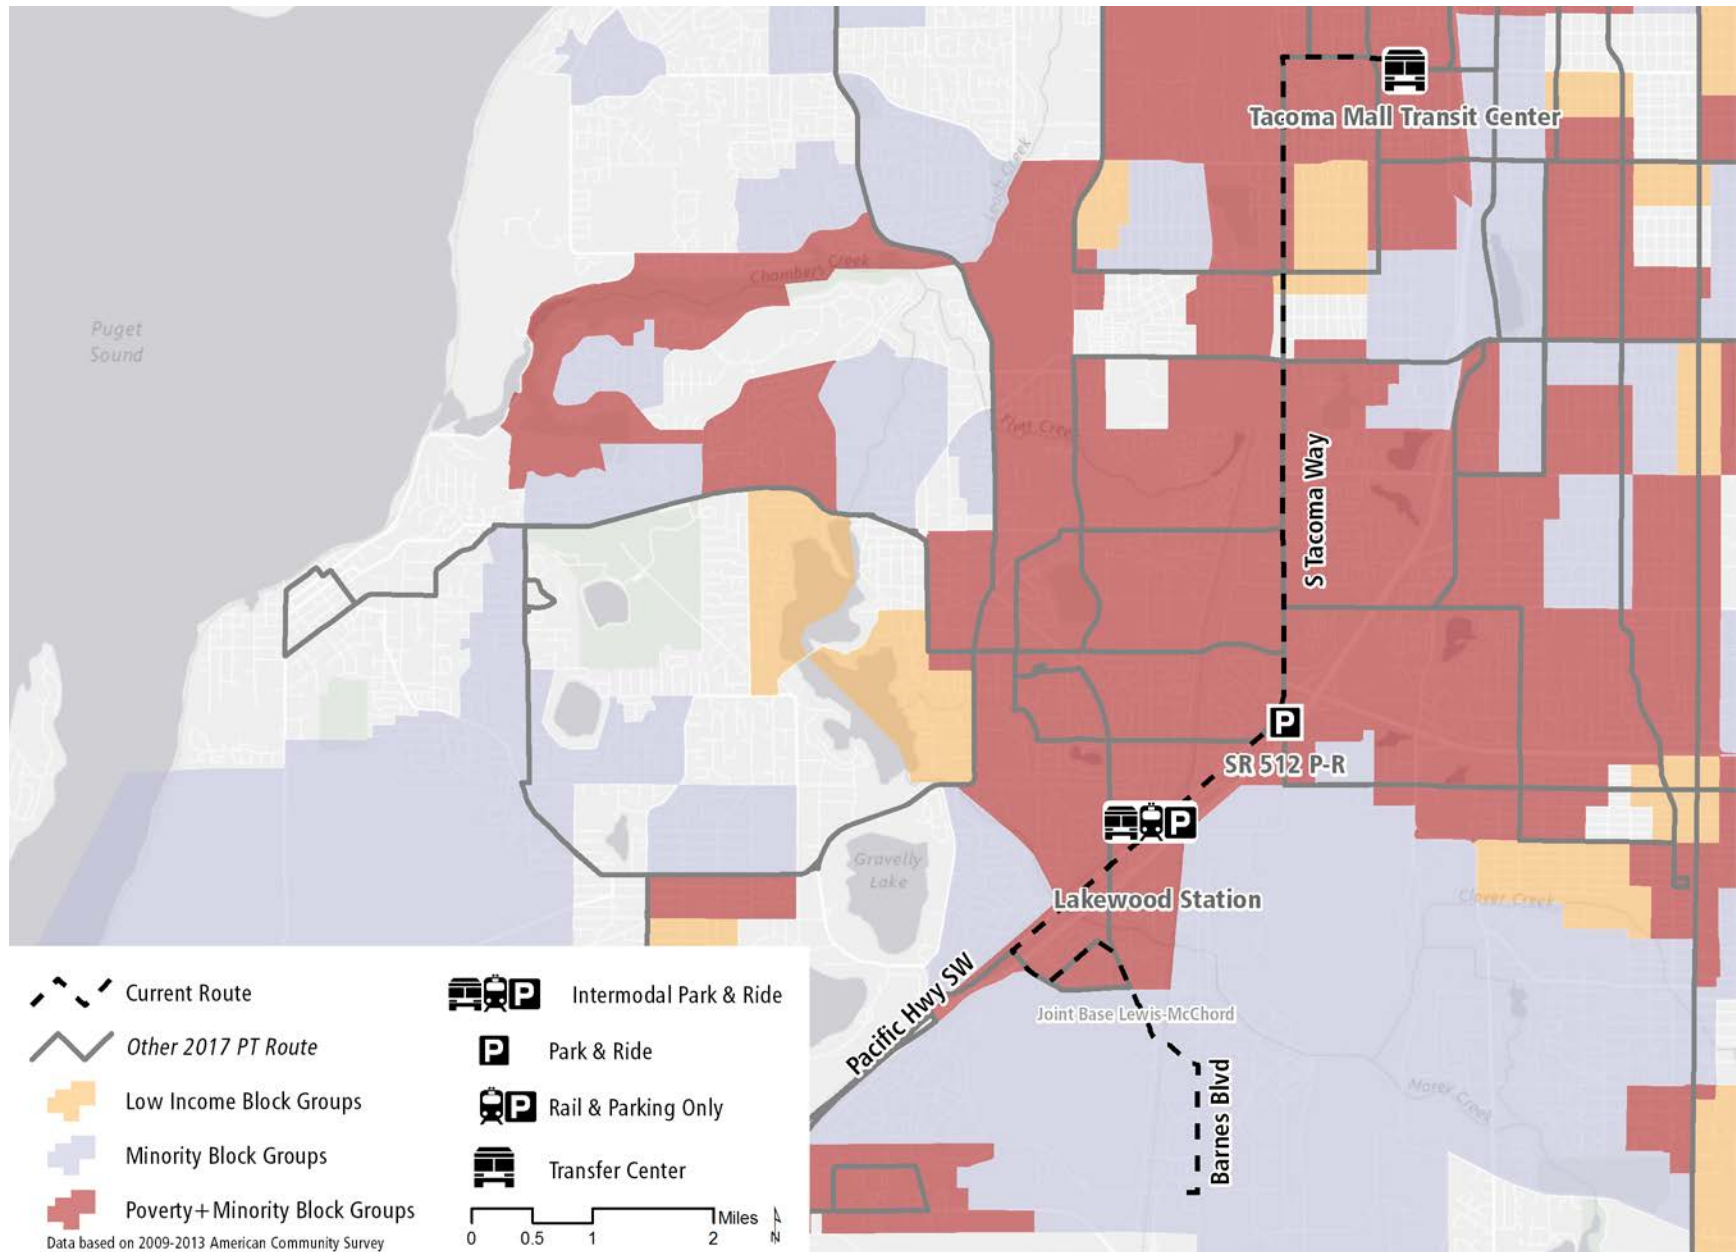 Tacoma Mall Transit Center
Leach Creek
Chambers Creek
Puget
Sound
Flett Creek
S Tacoma Way
SR 512 P-R
Gravelly
Lake
Lakewood Station
Clover Creek
Pacific Hwy SW
Joint Base Lewis-McChord
Morey Creek
Barnes Blvd
Current Route
Other 2017 PT Route
Low Income Block Groups
Minority Block Groups
Poverty+Minority Block Groups
Data based on 2009-2013 American Community Survey
P Intermodal Park & Ride
P Park & Ride
P Rail & Parking Only
Transfer Center
Miles
0 0.5 1 2
N
P
P